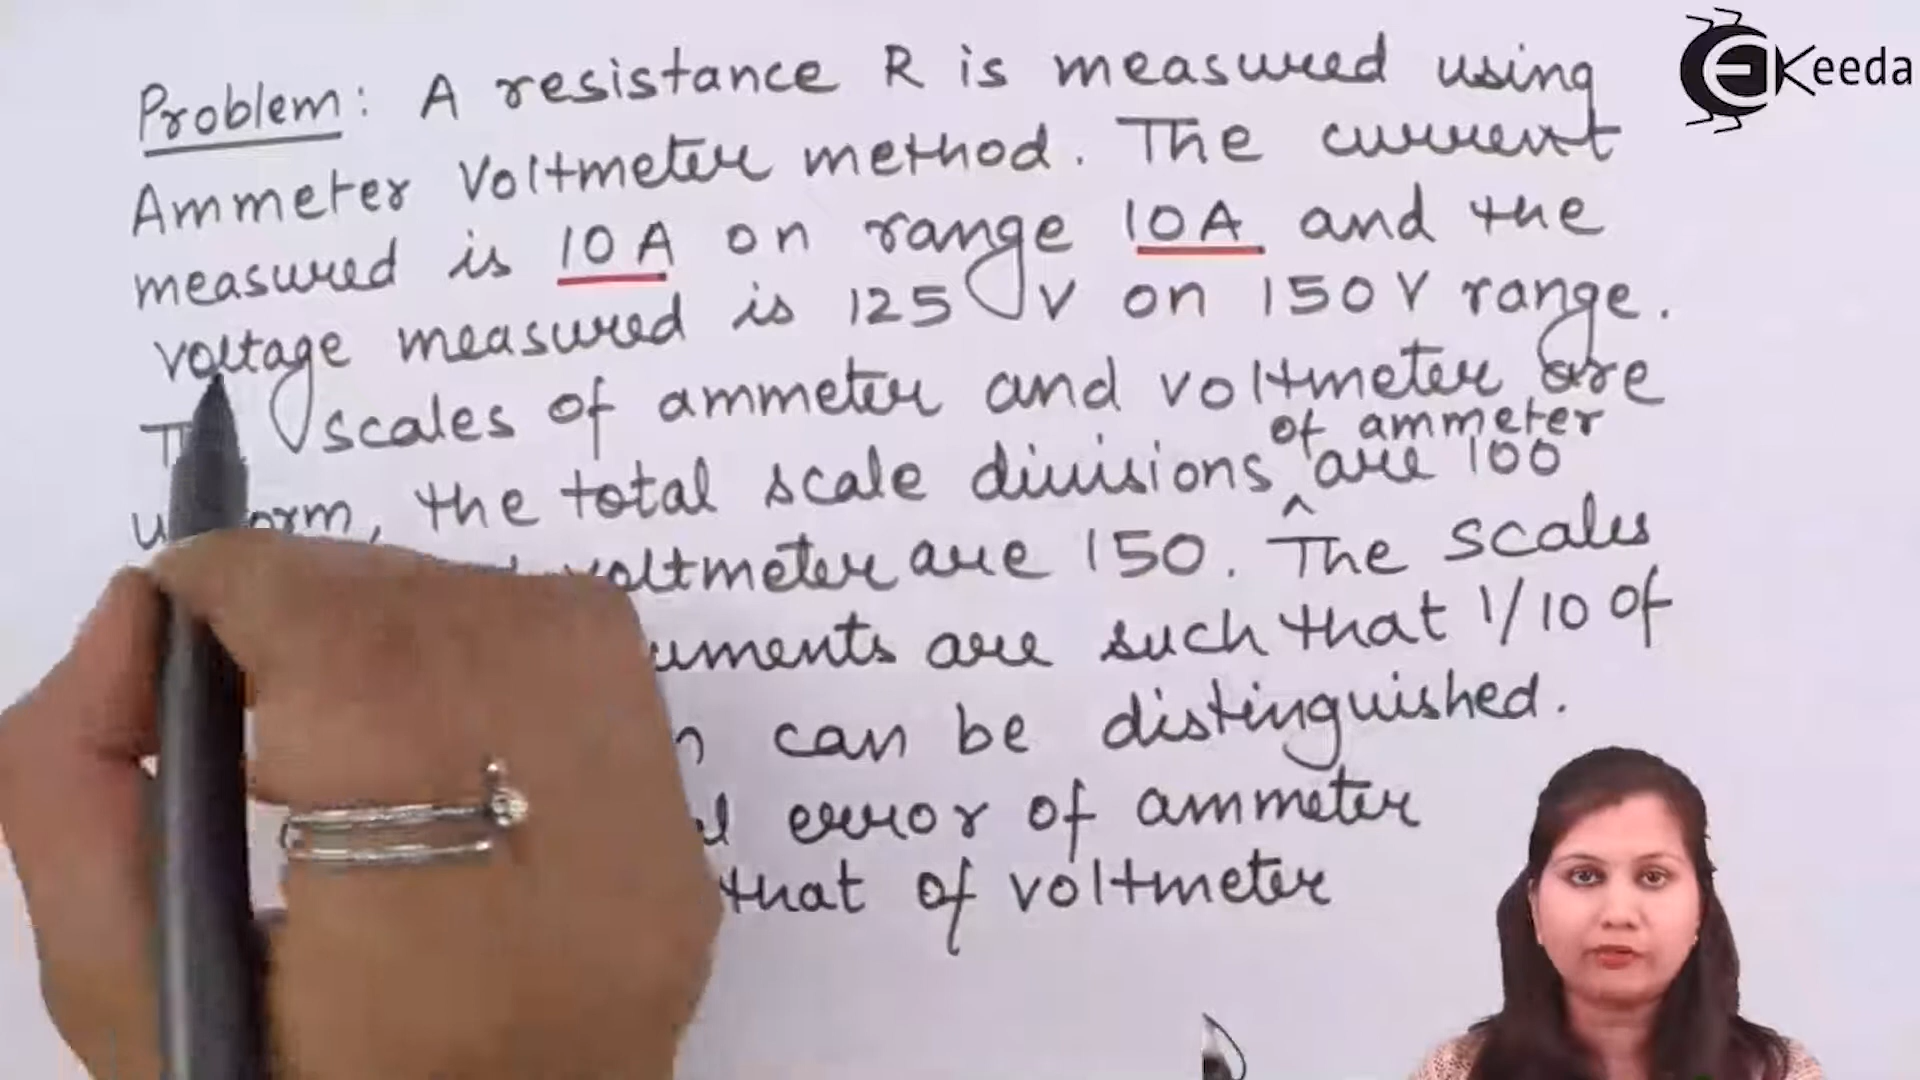 Problem: A resistance R is measured using
Ammeter Voltmeter method. The current
measured is 10 A on range 10A and the
voltage measured is 125 V on 150V range.
scales of ammeter and voltmeter are
of ammeter
the total scale divisions ^ are 100
voltmeter are 150. The scales
are such that 1/10 of
can be distinguished.
error of ammeter
that of voltmeter
EKeeda